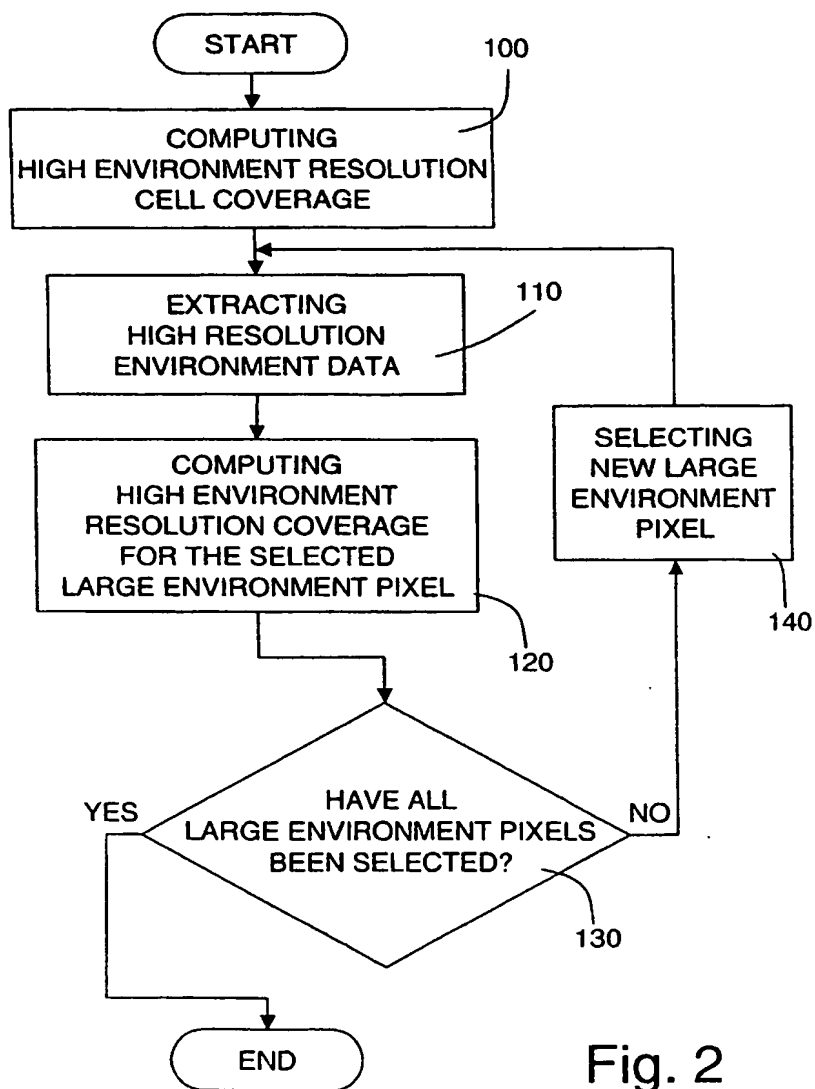 START
100
COMPUTING
HIGH ENVIRONMENT RESOLUTION
CELL COVERAGE
EXTRACTING
HIGH RESOLUTION
ENVIRONMENT DATA
110
COMPUTING
HIGH ENVIRONMENT
RESOLUTION COVERAGE
FOR THE SELECTED
LARGE ENVIRONMENT PIXEL
120
SELECTING
NEW LARGE
ENVIRONMENT
PIXEL
140
YES
HAVE ALL
LARGE ENVIRONMENT PIXELS
BEEN SELECTED?
NO
130
END
Fig. 2